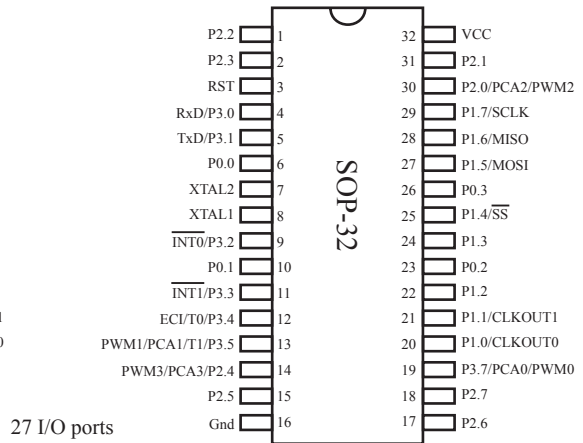 P2.2 1 32 VCC
P2.3 2 31 P2.1
RST 3 30 P2.0/PCA2/PWM2
RxD/P3.0 4 29 P1.7/SCLK
TxD/P3.1 5 28 P1.6/MISO
P0.0 6 27 P1.5/MOSI
XTAL2 7 26 P0.3
XTAL1 8 25 P1.4/SS
INT0/P3.2 9 24 P1.3
P0.1 10 23 P0.2
INT1/P3.3 11 22 P1.2
ECI/T0/P3.4 12 21 P1.1/CLKOUT1
PWM1/PCA1/T1/P3.5 13 20 P1.0/CLKOUT0
PWM3/PCA3/P2.4 14 19 P3.7/PCA0/PWM0
P2.5 15 18 P2.7
Gnd 16 17 P2.6
SOP-32
27 I/O ports